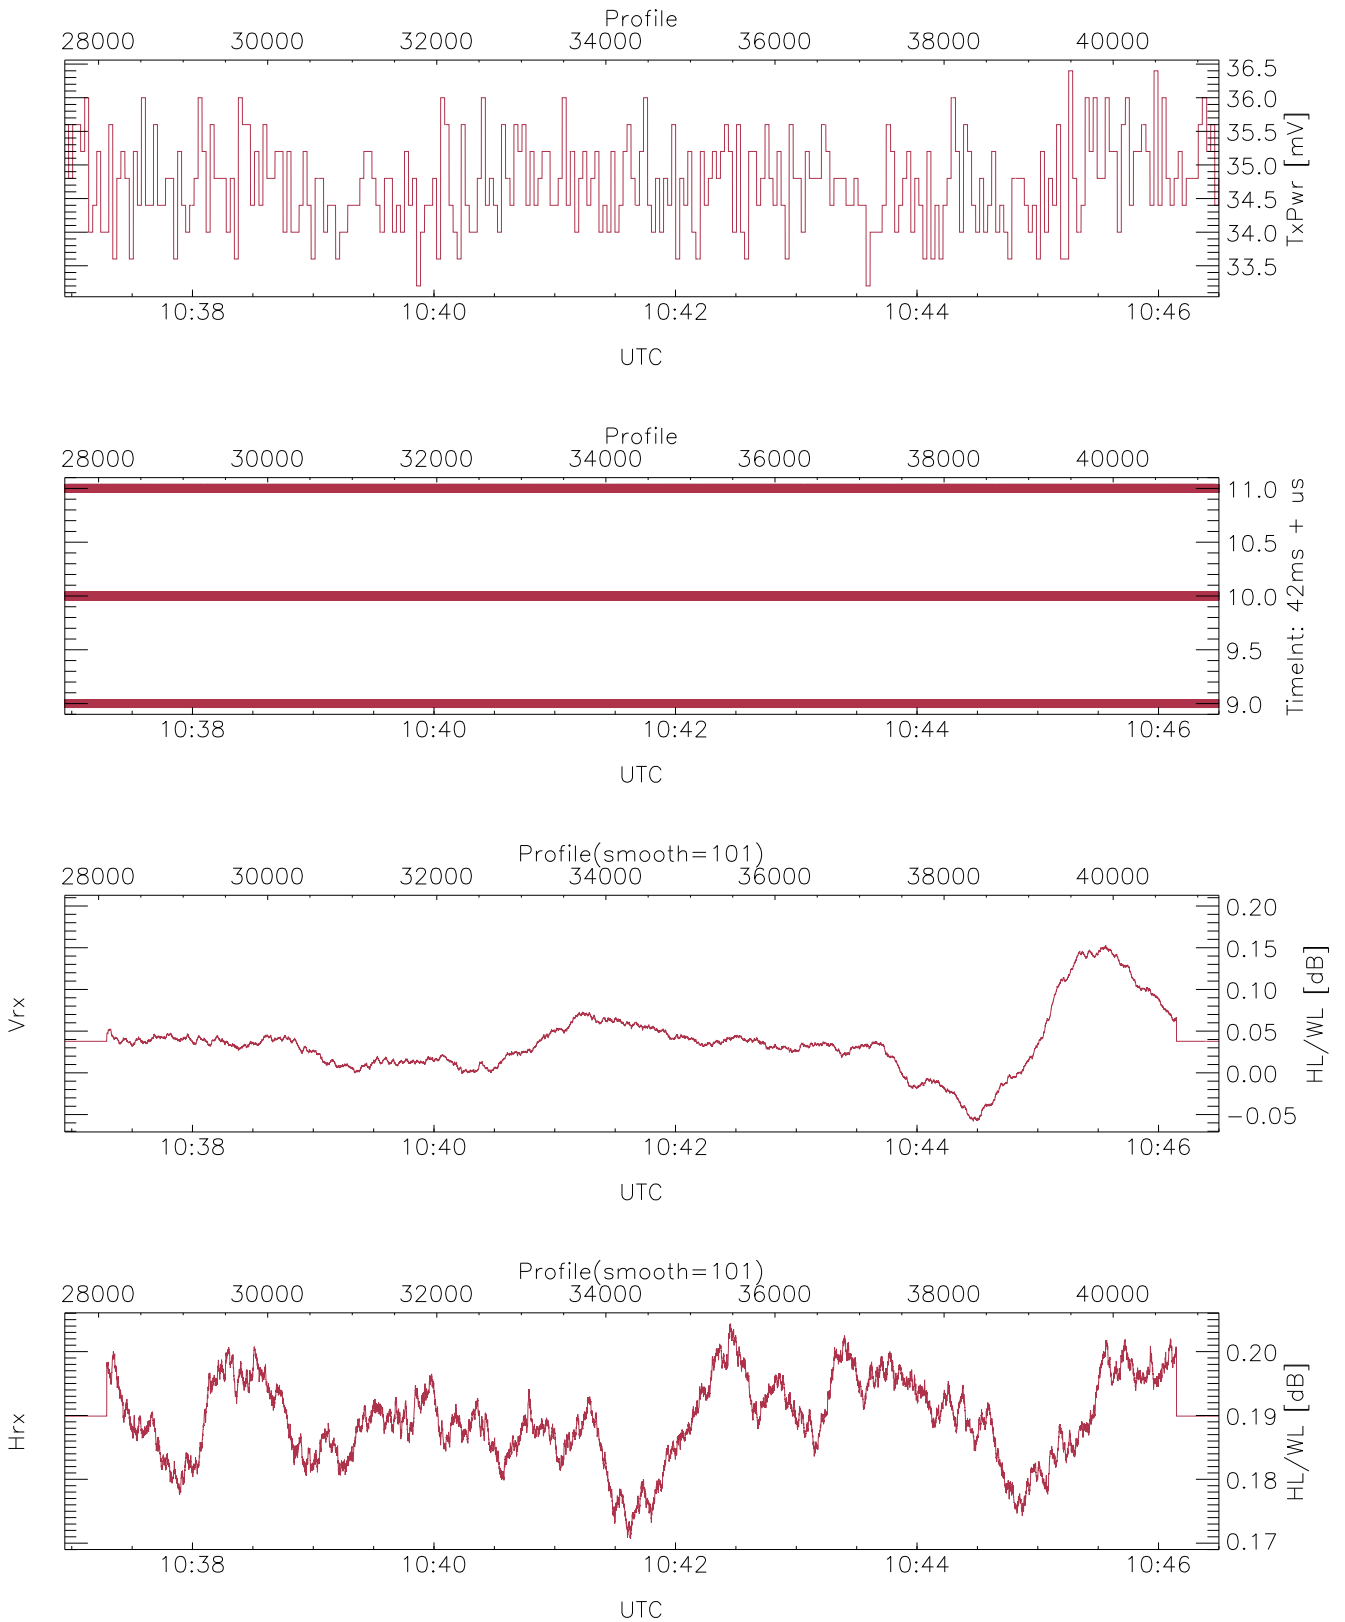 Profile
28000 30000 32000 34000 36000 38000 40000
36.5
36.0
35.5
35.0
34.5
34.0
33.5
TxPwr [mV]
10:38 10:40 10:42 10:44 10:46
UTC
Profile
28000 30000 32000 34000 36000 38000 40000
11.0
10.5
10.0
9.5
9.0
TimeInt: 42ms + us
10:38 10:40 10:42 10:44 10:46
UTC
Profile(smooth=101)
28000 30000 32000 34000 36000 38000 40000
Vrx
0.20
0.15
0.10
0.05
0.00
-0.05
HL/WL [dB]
10:38 10:40 10:42 10:44 10:46
UTC
Profile(smooth=101)
28000 30000 32000 34000 36000 38000 40000
Hrx
0.20
0.19
0.18
0.17
HL/WL [dB]
10:38 10:40 10:42 10:44 10:46
UTC